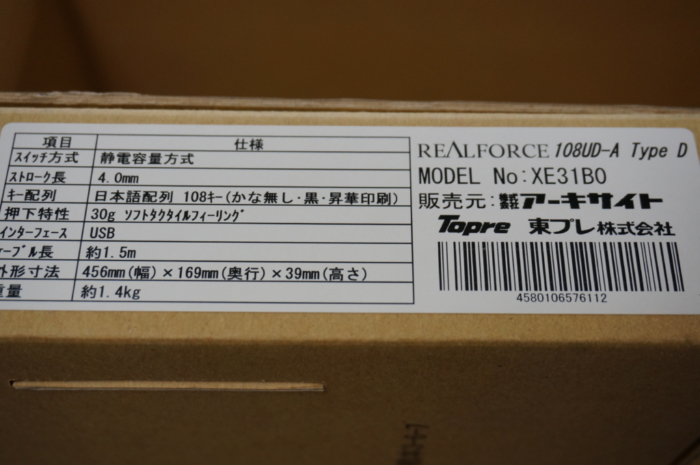 項目 仕様
スイッチ方式 静電容量方式
ストローク長 4.0mm
キー配列 日本語配列 108キー(かな無し・黒・昇華印刷)
押下特性 30g ソフトタクタイルフィーリング
インターフェース USB
ケーブル長 約1.5m
外形寸法 456mm(幅)×169mm(奥行)×39mm(高さ)
重量 約1.4kg
REALFORCE 108UD-A Type D
MODEL No:XE31B0
販売元:株式会社アーキサイト
Topre 東プレ株式会社
4580106576112